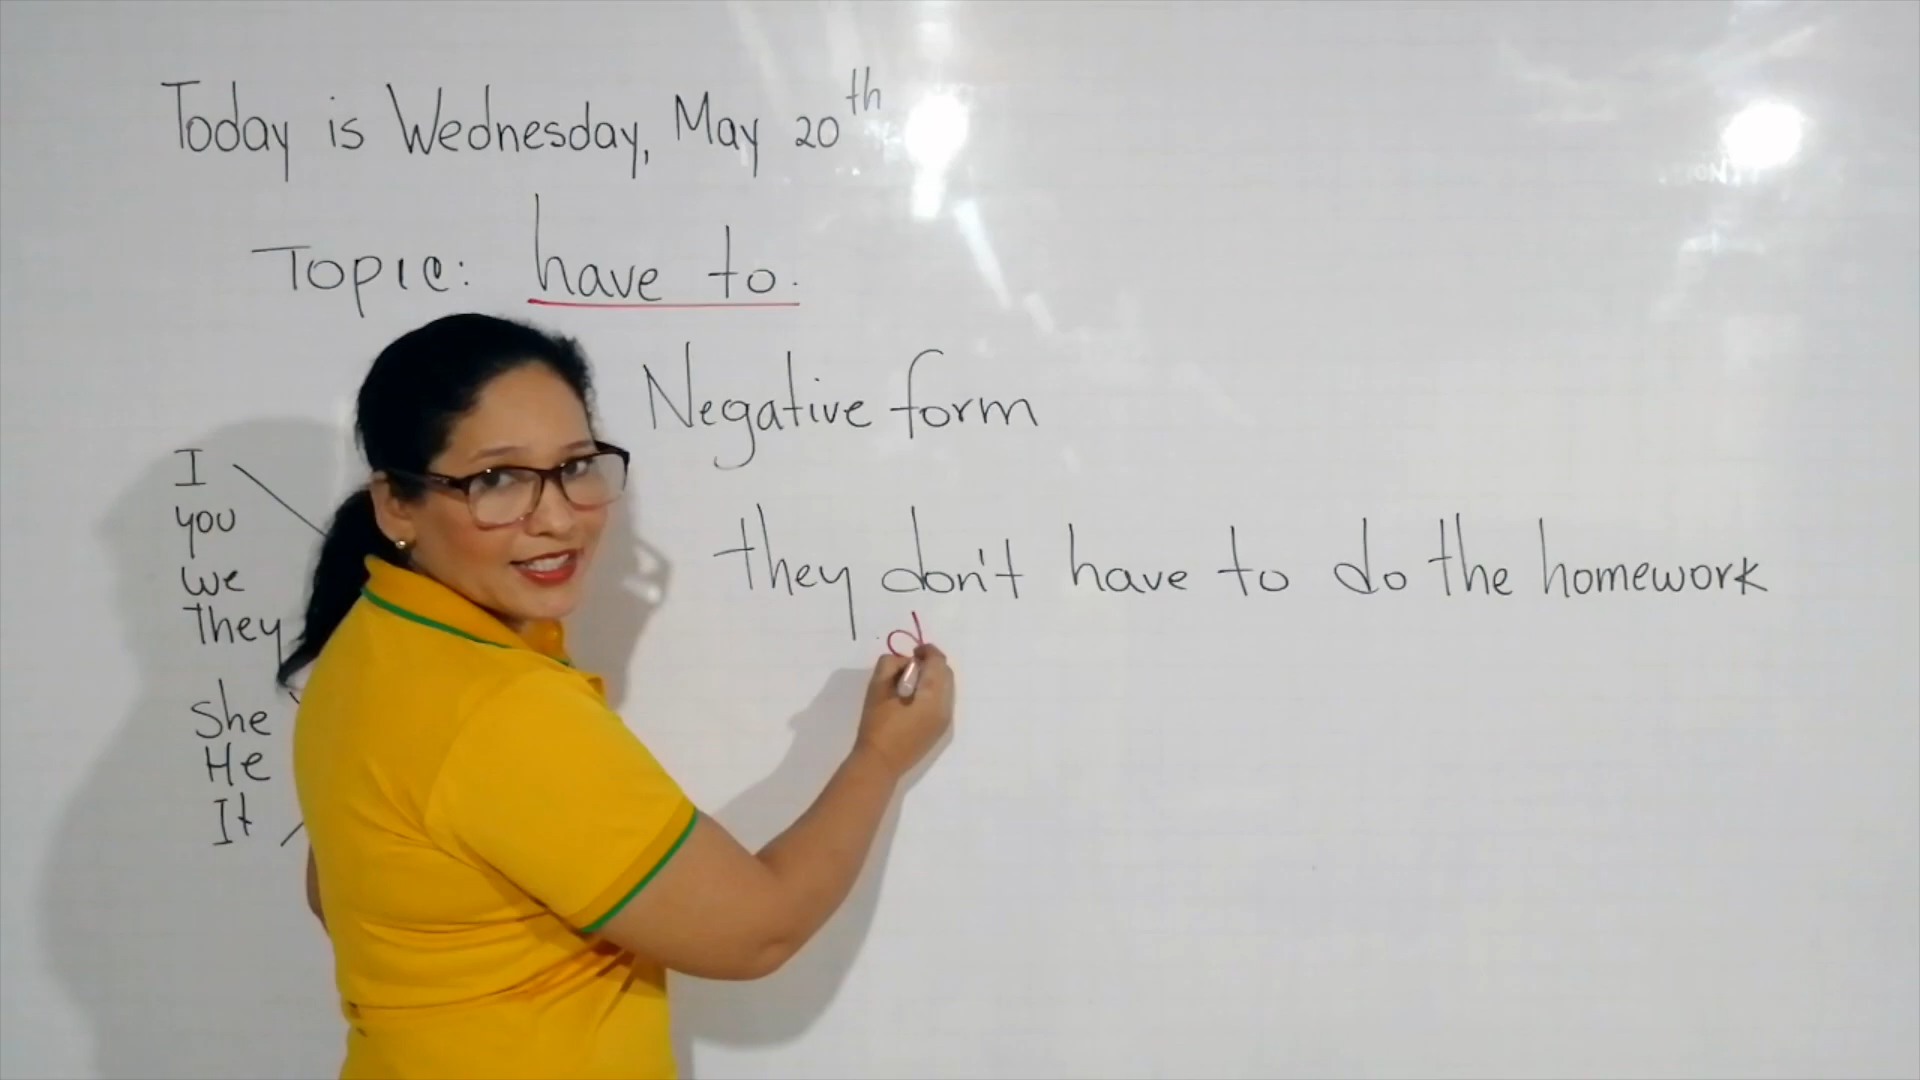 Today is Wednesday, May 20th
Topic: have to.
Negative form
I
you
we
They
She
He
It
they don't have to do the homework
d